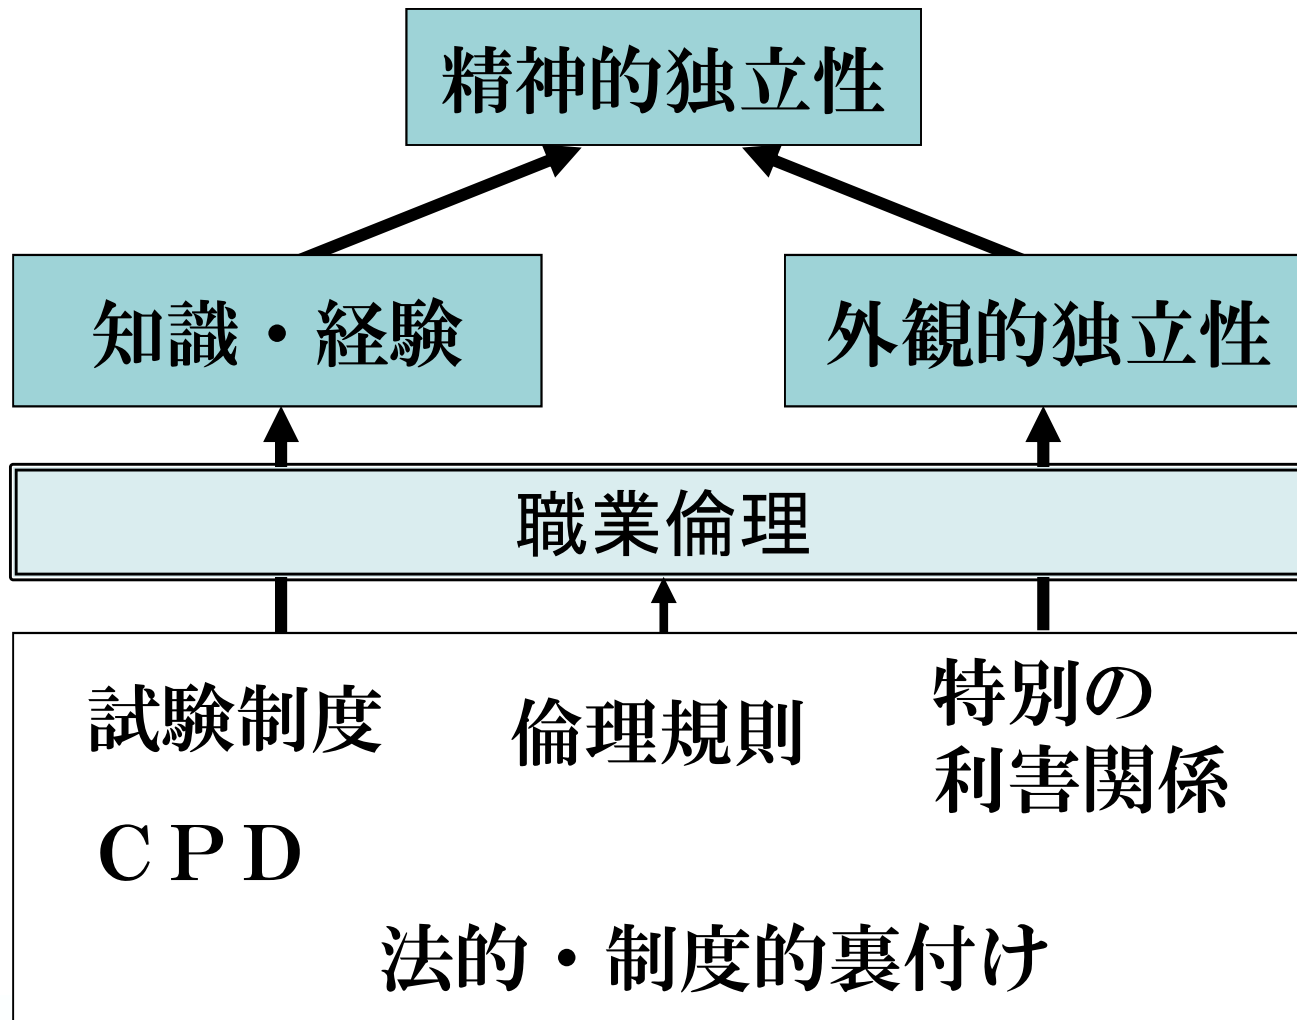 精神的独立性
知識・経験
外観的独立性
職業倫理
試験制度
ＣＰＤ
倫理規則
特別の
利害関係
法的・制度的裏付け